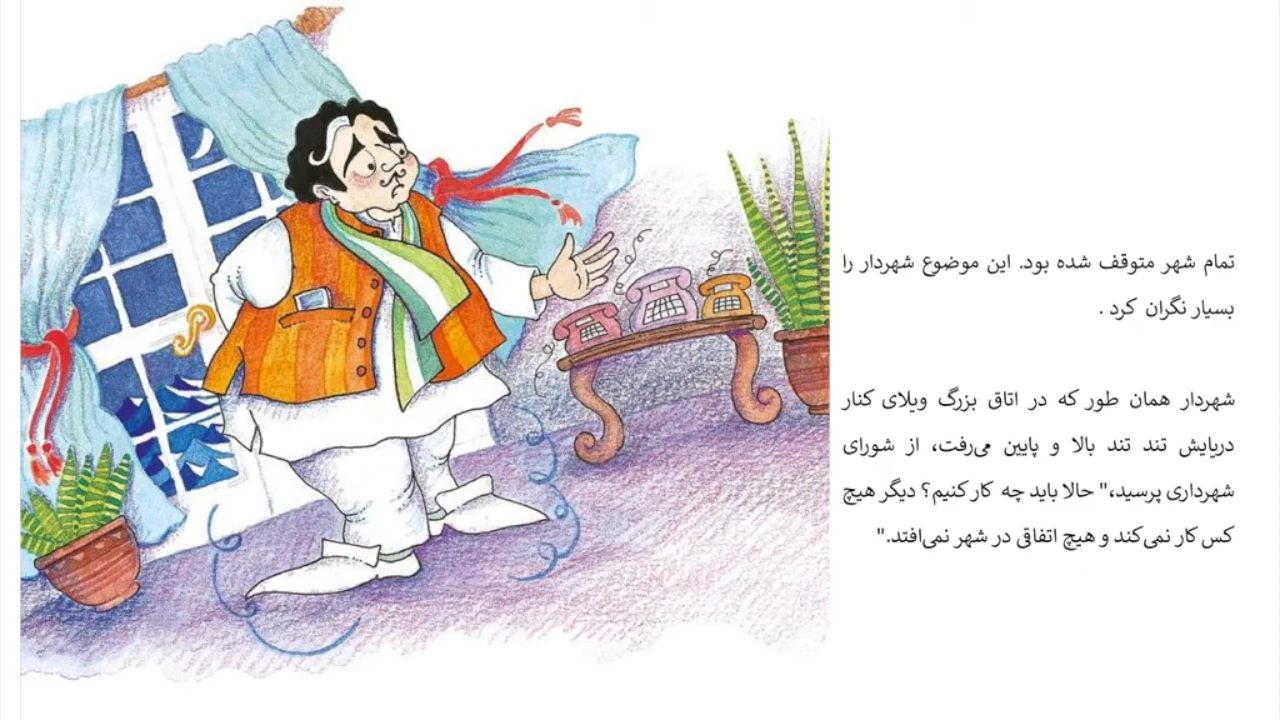 تمام شهر متوقف شده بود. این موضوع شهردار را
بسیار نگران کرد .
شهردار همان طور که در اتاق بزرگ ویلای کنار
دریایش تند تند بالا و پایین می‌رفت، از شورای
شهرداری پرسید،" حالا باید چه کار کنیم؟ دیگر هیچ
کس کار نمی‌کند و هیچ اتفاقی در شهر نمی‌افتد."